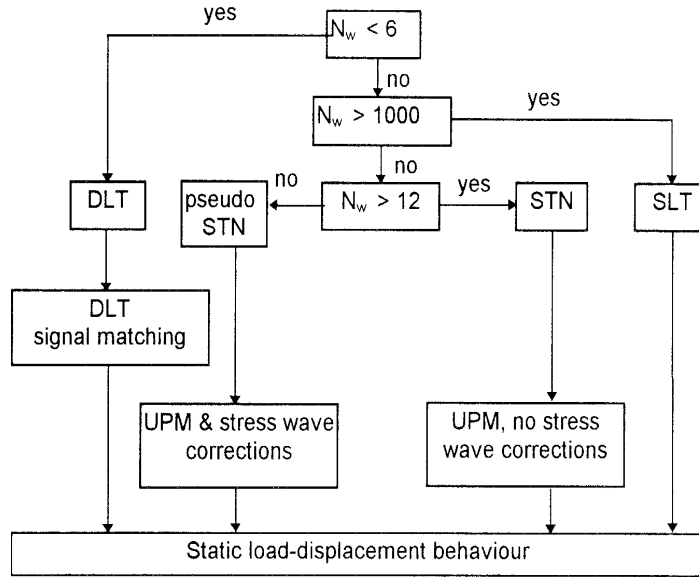 yes
N_w < 6
no
N_w > 1000
yes
no
DLT
pseudo
STN
no
N_w > 12
yes
STN
SLT
DLT
signal matching
UPM & stress wave
corrections
UPM, no stress
wave corrections
Static load-displacement behaviour